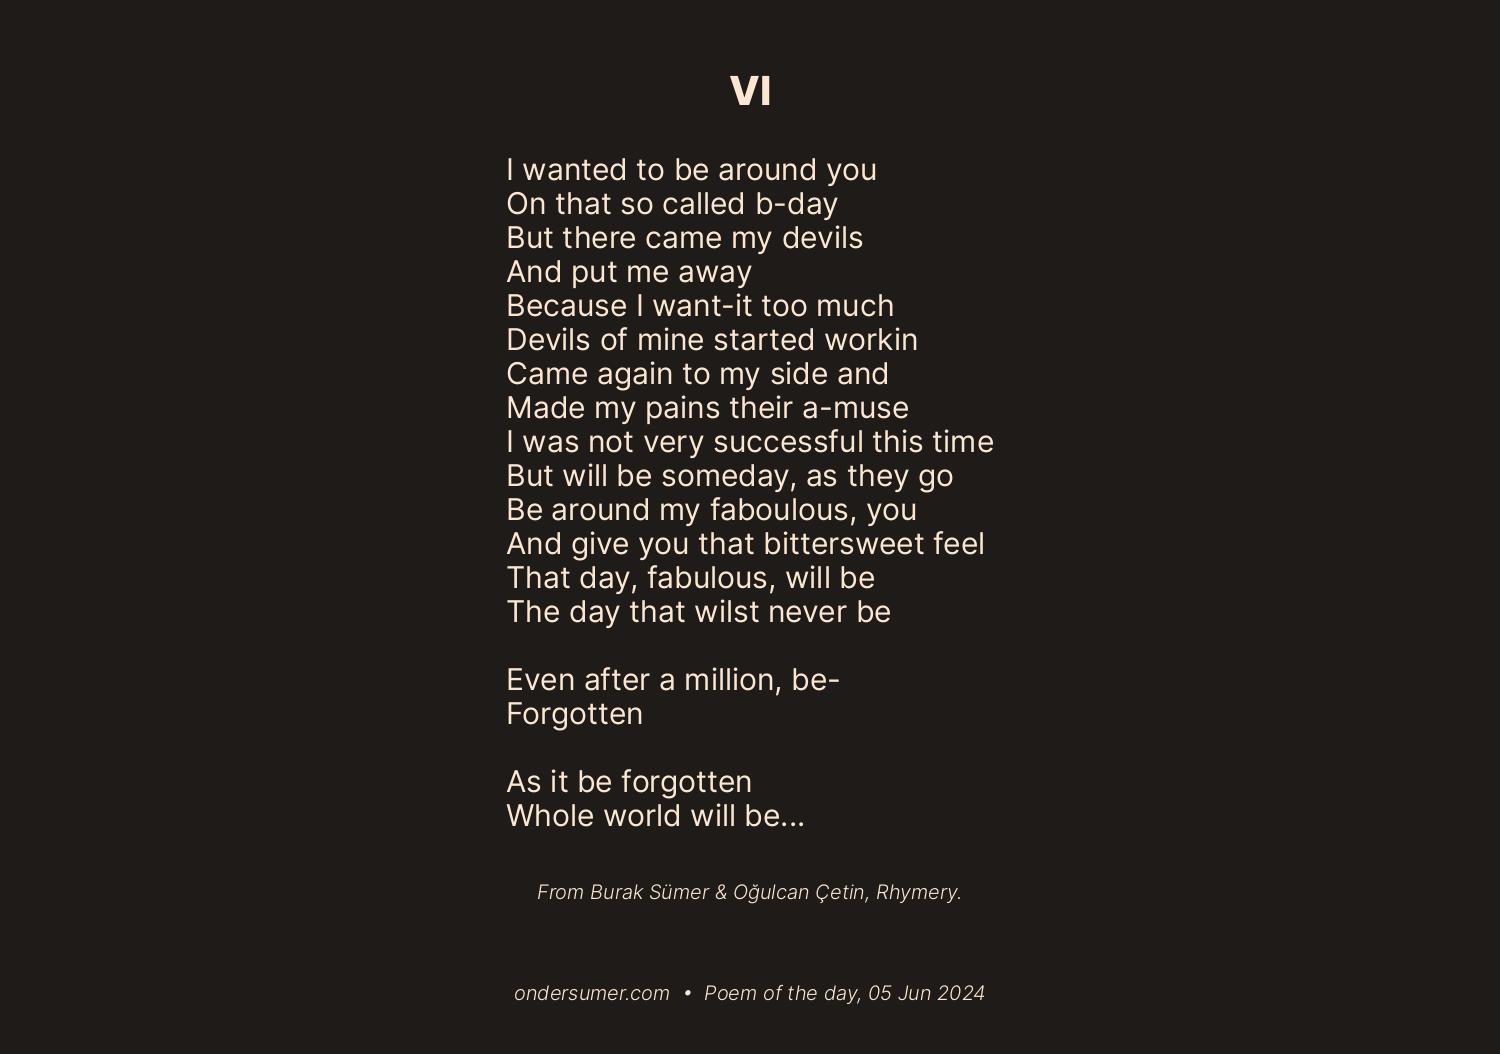 VI
I wanted to be around you
On that so called b-day
But there came my devils
And put me away
Because I want-it too much
Devils of mine started workin
Came again to my side and
Made my pains their a-muse
I was not very successful this time
But will be someday, as they go
Be around my faboulous, you
And give you that bittersweet feel
That day, fabulous, will be
The day that wilst never be
Even after a million, be-
Forgotten
As it be forgotten
Whole world will be...
From Burak Sümer & Oğulcan Çetin, Rhymery.
ondersumer.com • Poem of the day, 05 Jun 2024